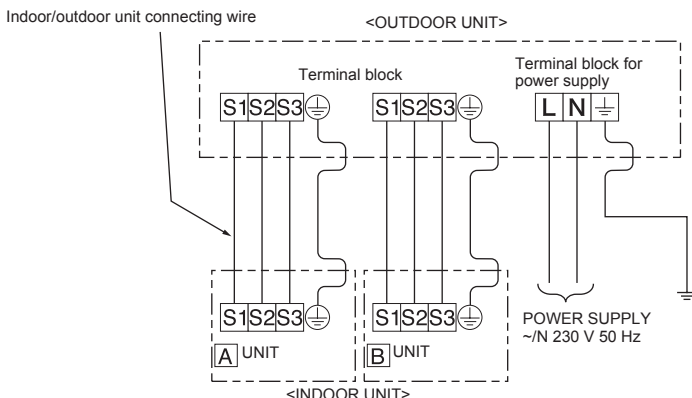 Indoor/outdoor unit connecting wire
<OUTDOOR UNIT>
Terminal block
Terminal block for
power supply
S1 S2 S3
S1 S2 S3
L N
S1 S2 S3
S1 S2 S3
A UNIT
B UNIT
POWER SUPPLY
~/N 230 V 50 Hz
<INDOOR UNIT>